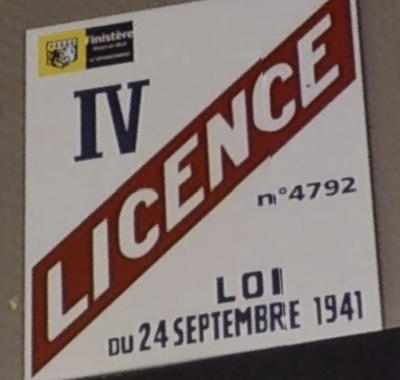 Finistère
IV
LICENCE
n°4792
LOI
DU 24 SEPTEMBRE 1941